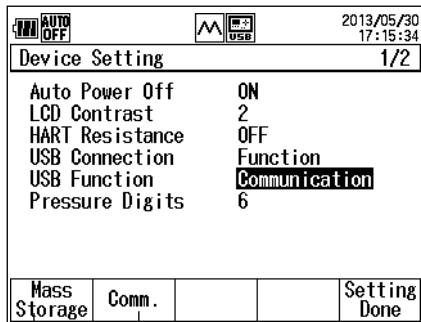 AUTO OFF USB 2013/05/30 17:15:34
Device Setting 1/2
Auto Power Off ON
LCD Contrast 2
HART Resistance OFF
USB Connection Function
USB Function Communication
Pressure Digits 6
Mass Storage Comm. Setting Done